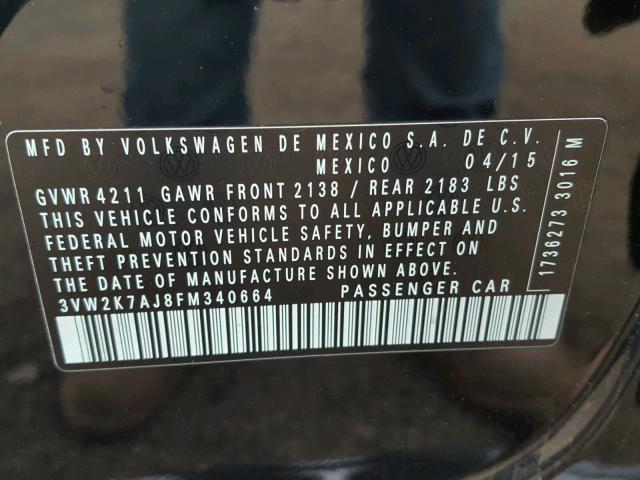 MFD BY VOLKSWAGEN DE MEXICO S.A. DE C.V.
MEXICO 04/15
GVWR 4211 GAWR FRONT 2138 / REAR 2183 LBS
THIS VEHICLE CONFORMS TO ALL APPLICABLE U.S.
FEDERAL MOTOR VEHICLE SAFETY, BUMPER AND
THEFT PREVENTION STANDARDS IN EFFECT ON
THE DATE OF MANUFACTURE SHOWN ABOVE.
3VW2K7AJ8FM340664 PASSENGER CAR
1736273 3016 M